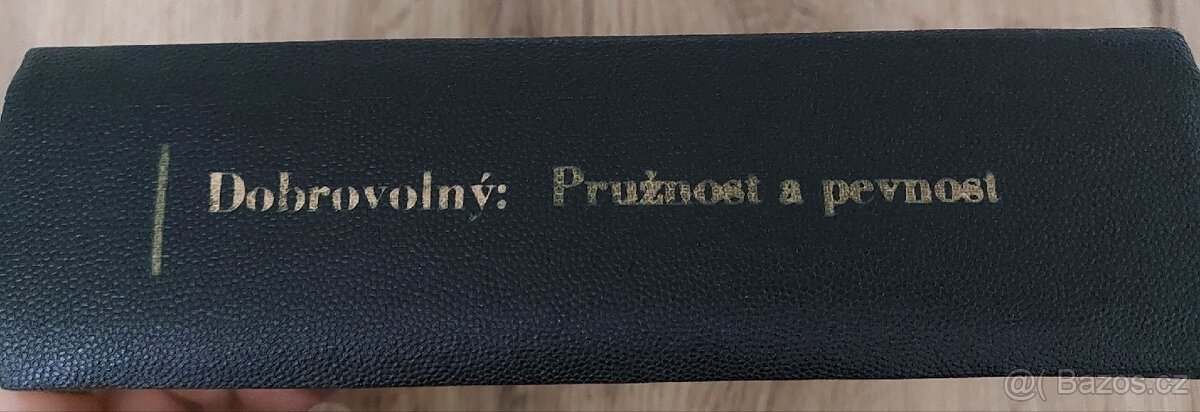 Dobrovolný: Pružnost a pevnost
@( Bazos.cz